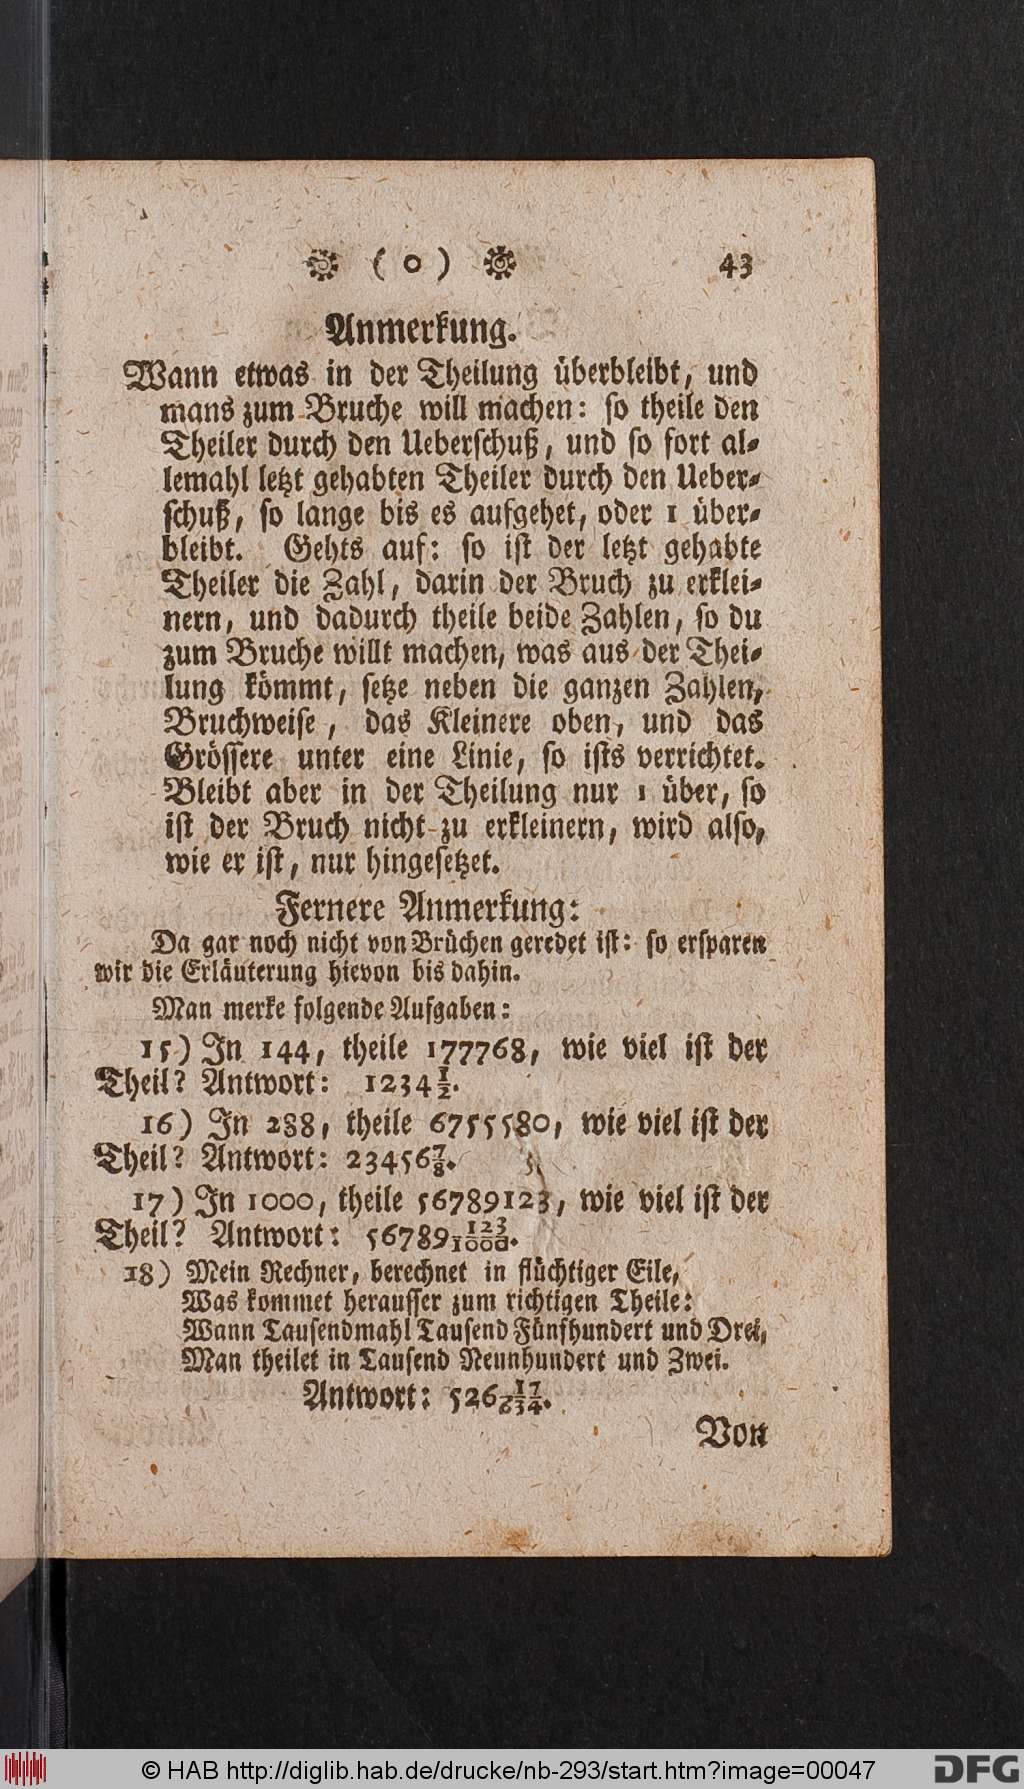 ( 0 ) 43
Anmerkung.
Wann etwas in der Theilung überbleibt, und
mans zum Bruche will machen: so theile den
Theiler durch den Ueberschuß, und so fort al-
lemahl letzt gehabten Theiler durch den Ueber-
schuß, so lange bis es aufgehet, oder 1 über-
bleibt. Gehts auf: so ist der letzt gehabte
Theiler die Zahl, darin der Bruch zu erklei-
nern, und dadurch theile beide Zahlen, so du
zum Bruche willt machen, was aus der Thei-
lung kömmt, setze neben die ganzen Zahlen,
Bruchweise, das Kleinere oben, und das
Grössere unter eine Linie, so ists verrichtet.
Bleibt aber in der Theilung nur 1 über, so
ist der Bruch nicht zu erkleinern, wird also,
wie er ist, nur hingesetzet.
Fernere Anmerkung:
Da gar noch nicht von Brüchen geredet ist: so ersparen
wir die Erläuterung hievon bis dahin.
Man merke folgende Aufgaben:
15) In 144, theile 177768, wie viel ist der
Theil? Antwort: 1234 1/2.
16) In 288, theile 6755580, wie viel ist der
Theil? Antwort: 23456 7/8.
17) In 1000, theile 56789123, wie viel ist der
Theil? Antwort: 56789 123/1000.
18) Mein Rechner, berechnet in flüchtiger Eile,
Was kommet herausser zum richtigen Theile:
Wann Tausendmahl Tausend Fünfhundert und Drei,
Man theilet in Tausend Neunhundert und Zwei.
Antwort: 526 17/634.
Von
© HAB http://diglib.hab.de/drucke/nb-293/start.htm?image=00047
DFG